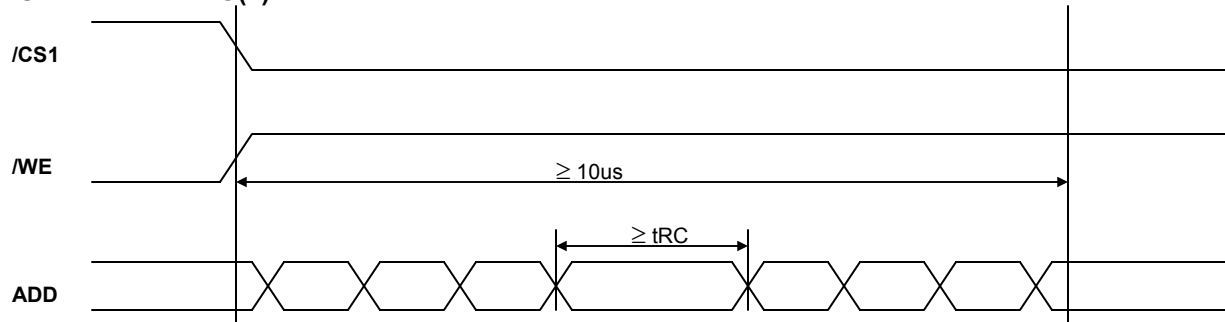 /CS1
/WE
≥ 10us
≥ tRC
ADD